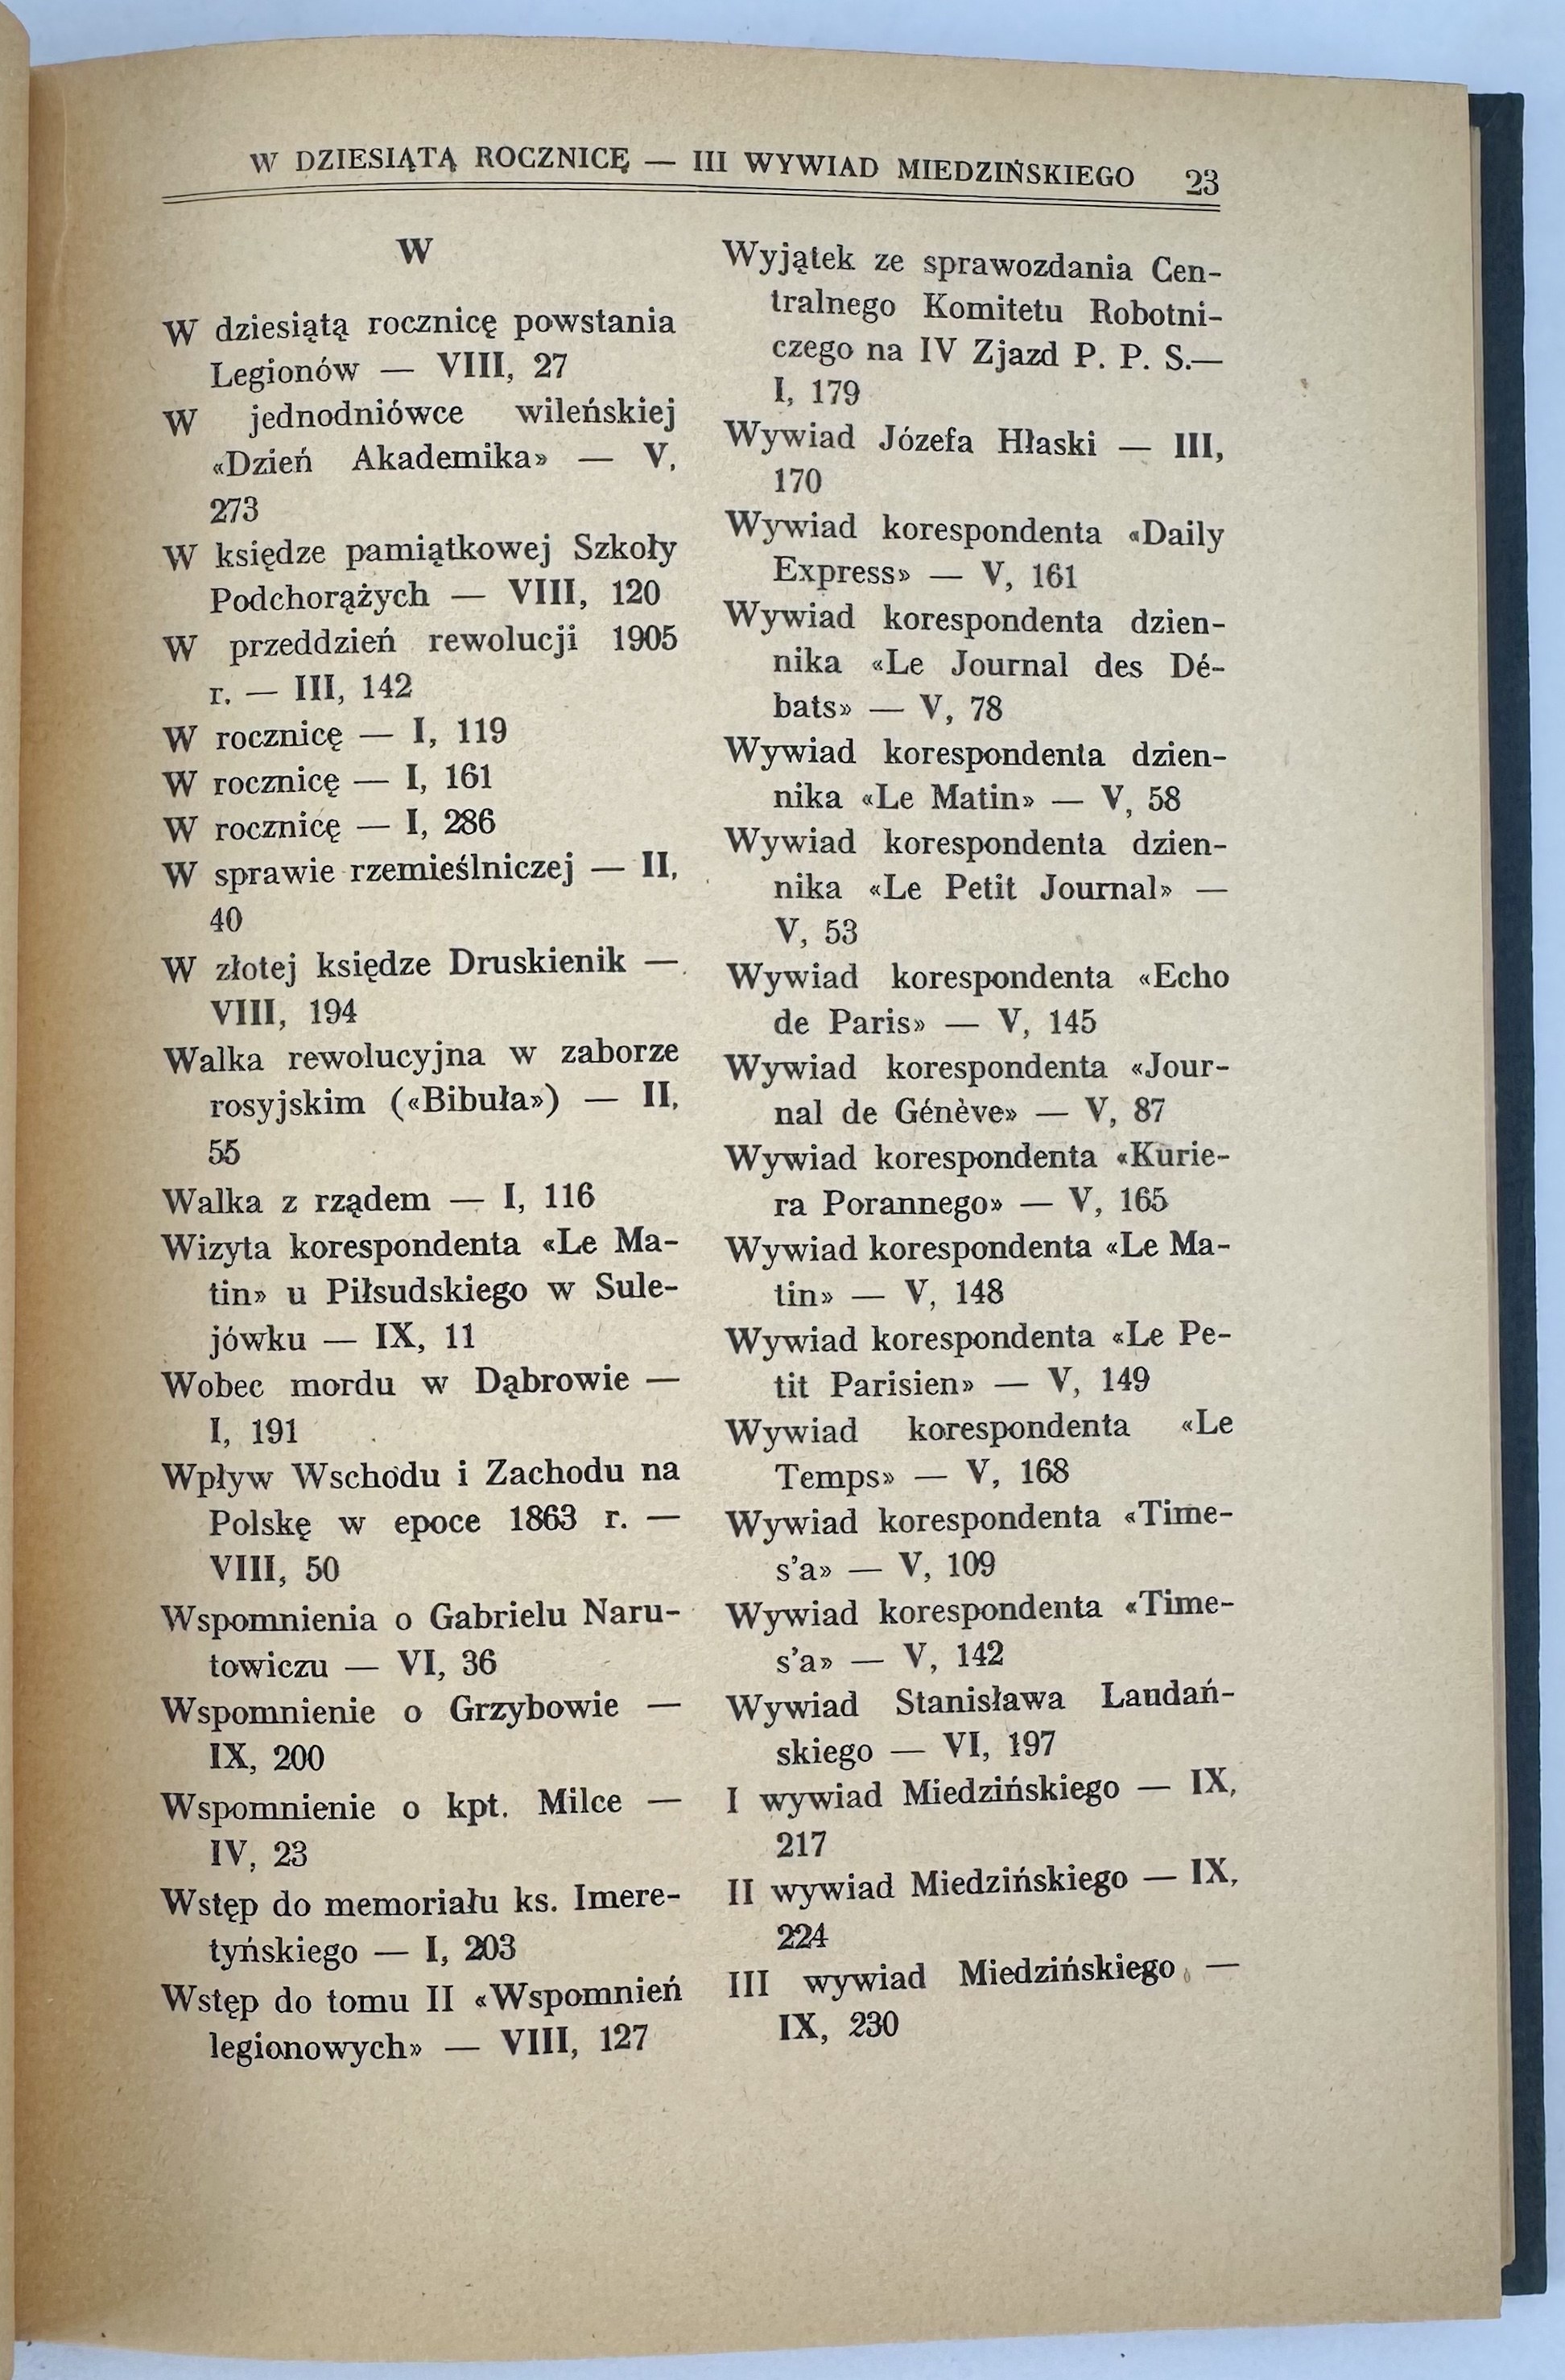 W DZIESIĄTĄ ROCZNICĘ — III WYWIAD MIEDZIŃSKIEGO 23
W
W dziesiątą rocznicę powstania
Legionów — VIII, 27
W jednodniówce wileńskiej
«Dzień Akademika» — V,
273
W księdze pamiątkowej Szkoły
Podchorążych — VIII, 120
W przeddzień rewolucji 1905
r. — III, 142
W rocznicę — I, 119
W rocznicę — I, 161
W rocznicę — I, 286
W sprawie rzemieślniczej — II,
40
W złotej księdze Druskienik —
VIII, 194
Walka rewolucyjna w zaborze
rosyjskim («Bibuła») — II,
55
Walka z rządem — I, 116
Wizyta korespondenta «Le Ma-
tin» u Piłsudskiego w Sule-
jówku — IX, 11
Wobec mordu w Dąbrowie —
I, 191
Wpływ Wschodu i Zachodu na
Polskę w epoce 1863 r. —
VIII, 50
Wspomnienia o Gabrielu Naru-
towiczu — VI, 36
Wspomnienie o Grzybowie —
IX, 200
Wspomnienie o kpt. Milce —
IV, 23
Wstęp do memoriału ks. Imere-
tyńskiego — I, 203
Wstęp do tomu II «Wspomnień
legionowych» — VIII, 127
Wyjątek ze sprawozdania Cen-
tralnego Komitetu Robotni-
czego na IV Zjazd P. P. S.—
I, 179
Wywiad Józefa Hłaski — III,
170
Wywiad korespondenta «Daily
Express» — V, 161
Wywiad korespondenta dzien-
nika «Le Journal des Dé-
bats» — V, 78
Wywiad korespondenta dzien-
nika «Le Matin» — V, 58
Wywiad korespondenta dzien-
nika «Le Petit Journal» —
V, 53
Wywiad korespondenta «Echo
de Paris» — V, 145
Wywiad korespondenta «Jour-
nal de Génève» — V, 87
Wywiad korespondenta «Kurie-
ra Porannego» — V, 165
Wywiad korespondenta «Le Ma-
tin» — V, 148
Wywiad korespondenta «Le Pe-
tit Parisien» — V, 149
Wywiad korespondenta «Le
Temps» — V, 168
Wywiad korespondenta «Time-
s'a» — V, 109
Wywiad korespondenta «Time-
s'a» — V, 142
Wywiad Stanisława Laudań-
skiego — VI, 197
I wywiad Miedzińskiego — IX,
217
II wywiad Miedzińskiego — IX,
224
III wywiad Miedzińskiego —
IX, 230